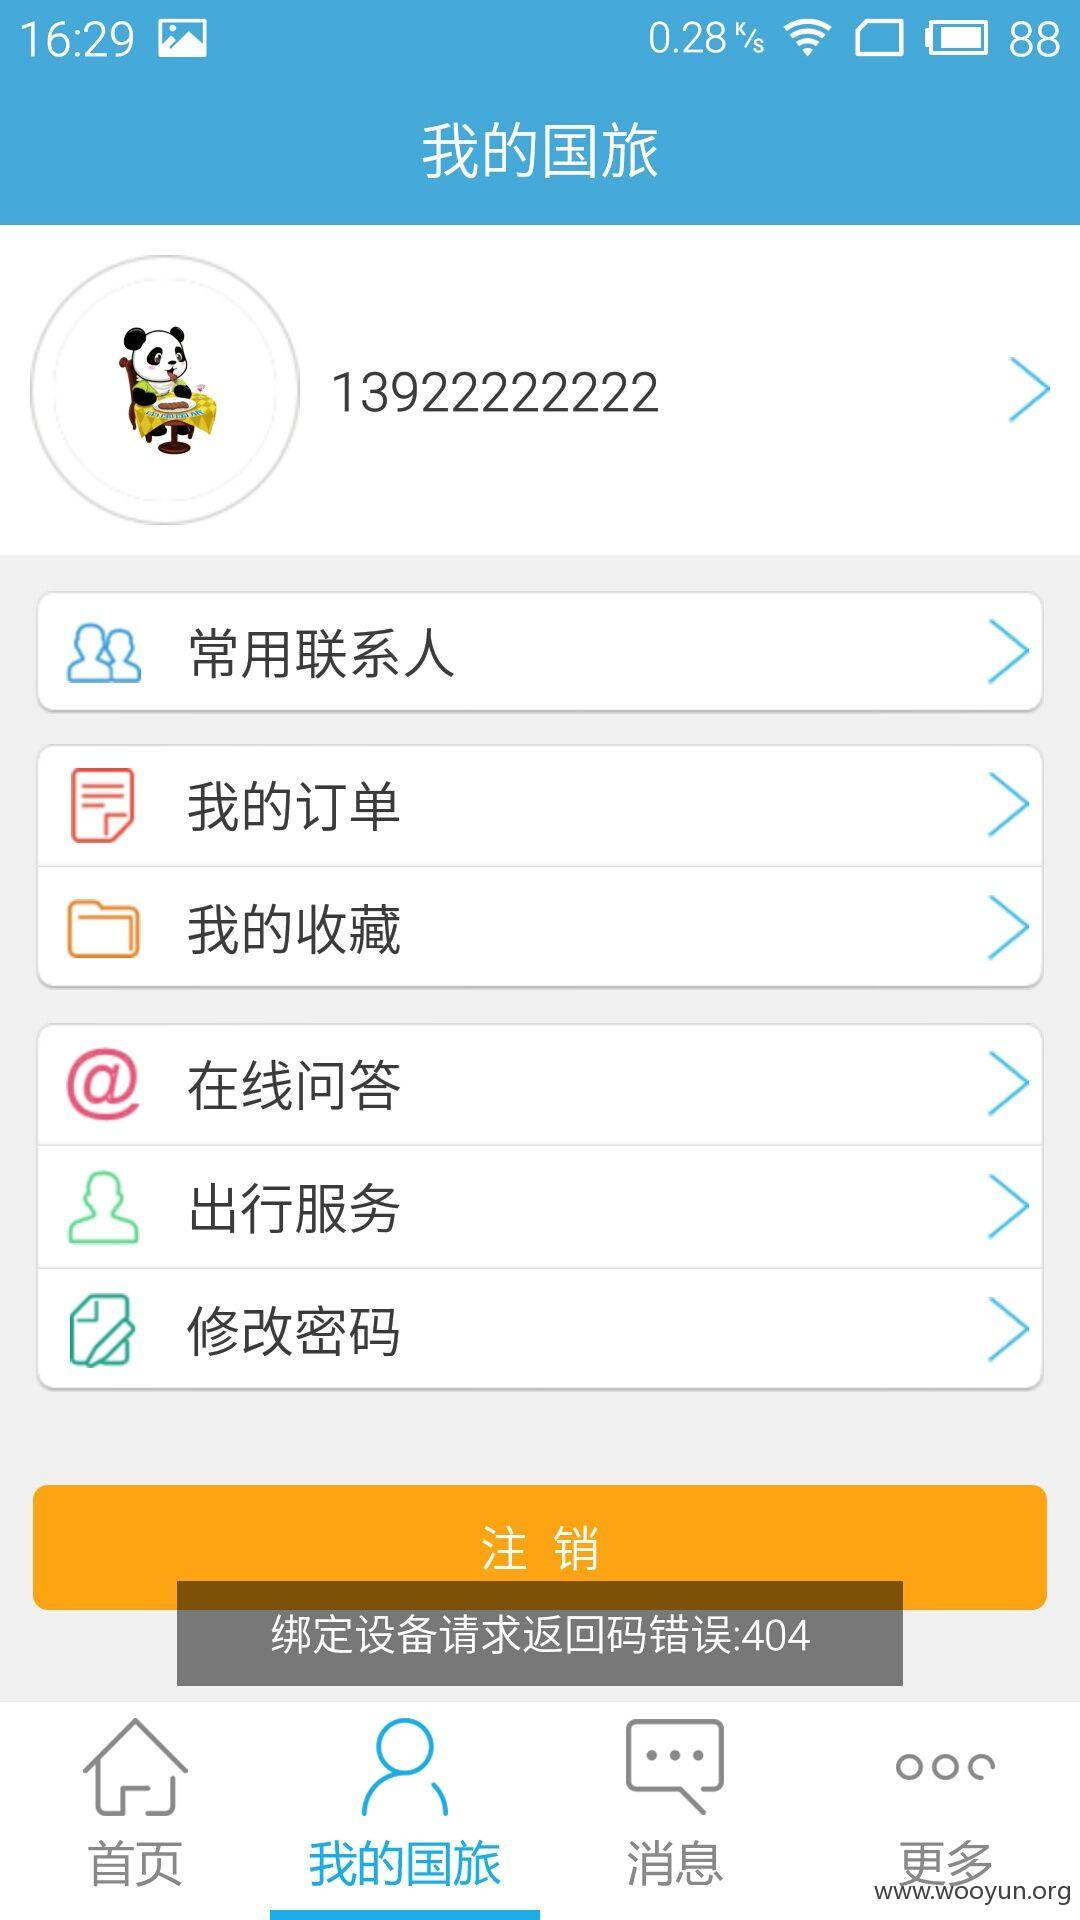 16:29 0.28 K/s 88
我的国旅
13922222222
常用联系人
我的订单
我的收藏
@ 在线问答
出行服务
修改密码
注 销
绑定设备请求返回码错误:404
首页 我的国旅 消息 更多
www.wooyun.org